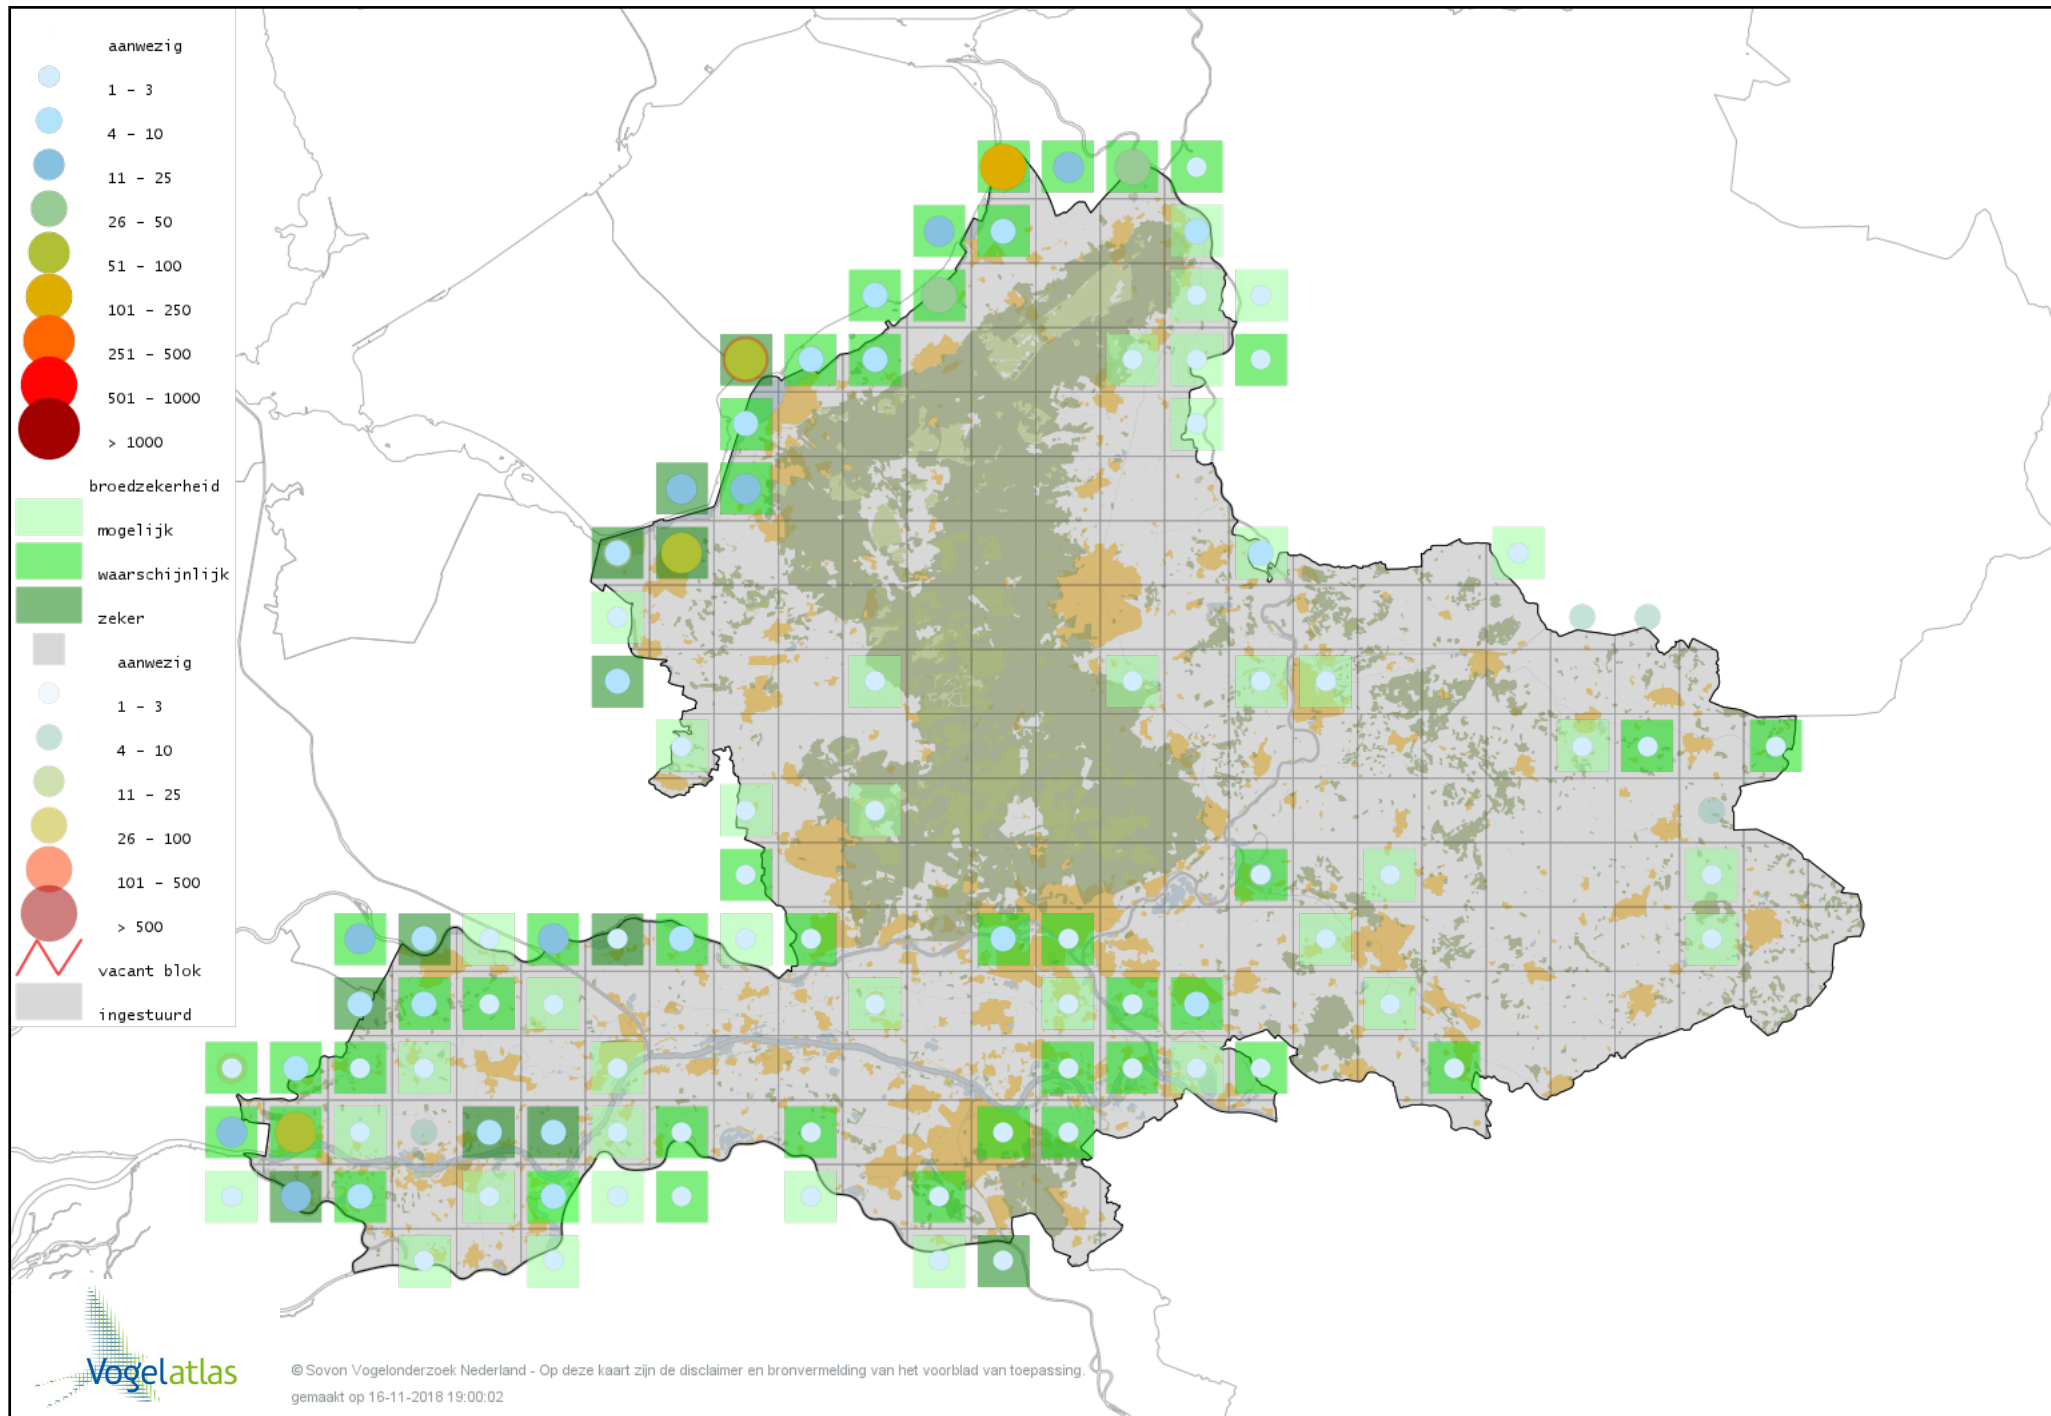 aanwezig
1 - 3
4 - 10
11 - 25
26 - 50
51 - 100
101 - 250
251 - 500
501 - 1000
> 1000
broedzekerheid
mogelijk
waarschijnlijk
zeker
aanwezig
1 - 3
4 - 10
11 - 25
26 - 100
101 - 500
> 500
vacant blok
ingestuurd
Vogelatlas
© Sovon Vogelonderzoek Nederland - Op deze kaart zijn de disclaimer en bronvermelding van het voorblad van toepassing.
gemaakt op 16-11-2018 19:00:02